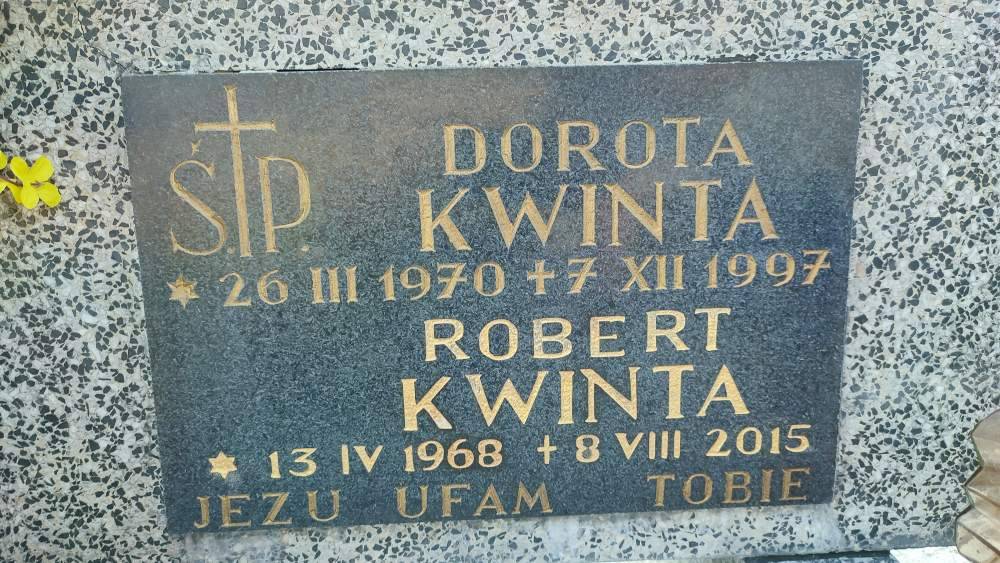 Ś.P. DOROTA
KWINTA
* 26 III 1970 + 7 XII 1997
ROBERT
KWINTA
* 13 IV 1968 + 8 VIII 2015
JEZU UFAM TOBIE